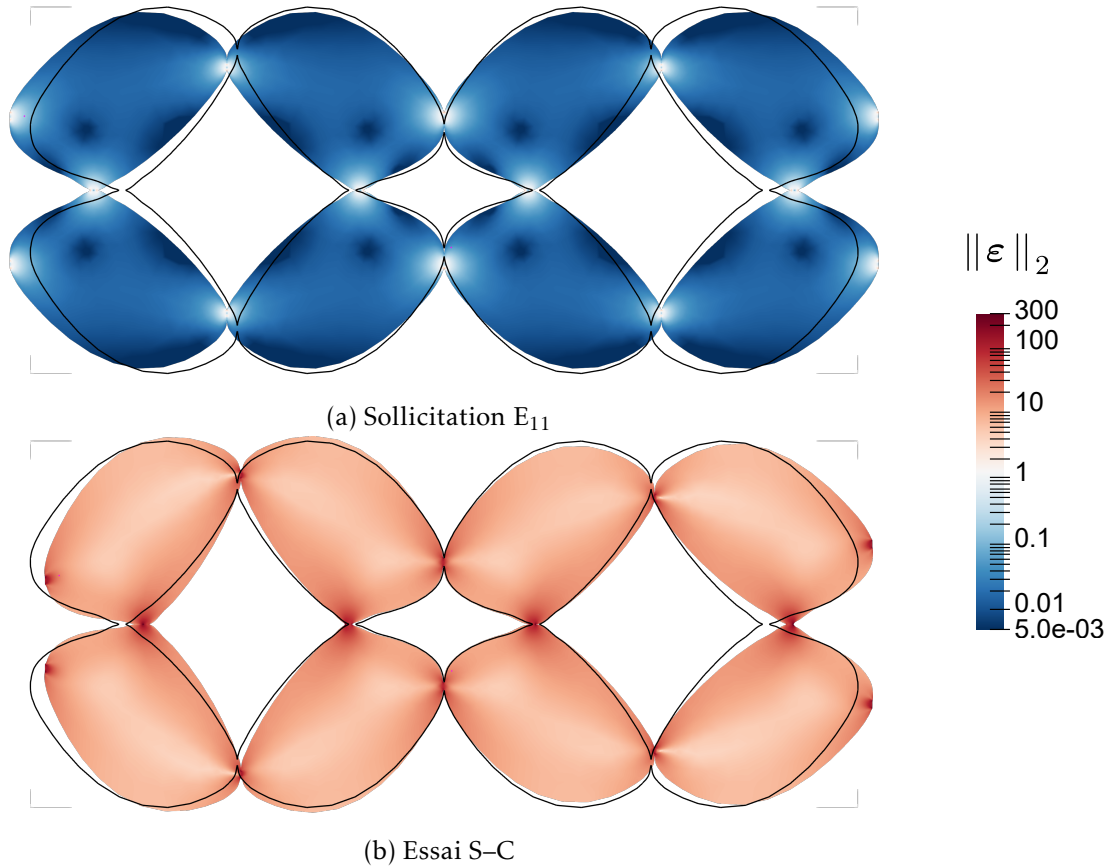 (a) Sollicitation E₁₁
‖ε‖₂
300
100
10
1
0.1
0.01
5.0e-03
(b) Essai S–C